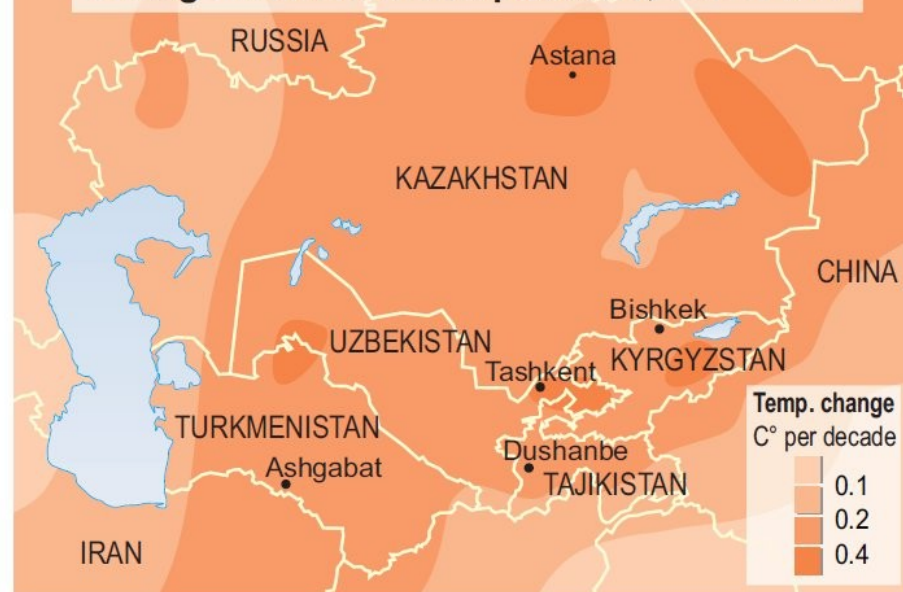 RUSSIA
Astana
KAZAKHSTAN
CHINA
Bishkek
UZBEKISTAN
KYRGYZSTAN
Tashkent
TURKMENISTAN
Dushanbe
Ashgabat
TAJIKISTAN
IRAN
Temp. change
C° per decade
0.1
0.2
0.4